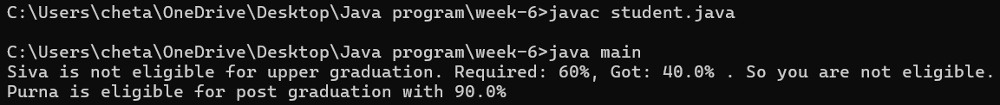 C:\Users\cheta\OneDrive\Desktop\Java program\week-6>javac student.java
C:\Users\cheta\OneDrive\Desktop\Java program\week-6>java main
Siva is not eligible for upper graduation. Required: 60%, Got: 40.0% . So you are not eligible.
Purna is eligible for post graduation with 90.0%